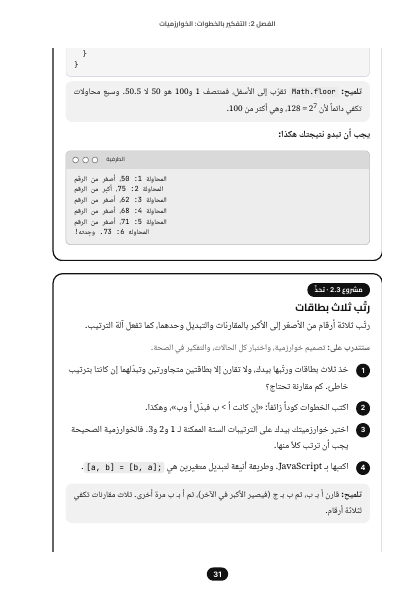 الفصل 2: التفكير بالخطوات: الخوارزميات
}
}
تلميح: Math.floor تقرّب إلى الأسفل، فمنتصف 1 و100 هو 50 لا 50.5. وسبع محاولات
تكفي دائماً لأن 2⁷ = 128، وهي أكثر من 100.
يجب أن تبدو نتيجتك هكذا:
الطرفية
المحاولة 1: 50، أصغر من الرقم
المحاولة 2: 75، أكبر من الرقم
المحاولة 3: 62، أصغر من الرقم
المحاولة 4: 68، أصغر من الرقم
المحاولة 5: 71، أصغر من الرقم
المحاولة 6: 73. وجدته!
مشروع 2.3 · تحدٍّ
رتّب ثلاث بطاقات
رتّب ثلاثة أرقام من الأصغر إلى الأكبر بالمقارنات والتبديل وحدهما، كما تفعل آلة الترتيب.
ستتدرب على: تصميم خوارزمية، واختبار كل الحالات، والتفكير في الصحة.
1 خذ ثلاث بطاقات ورتّبها بيدك، ولا تقارن إلا بطاقتين متجاورتين وتبدّلهما إن كانتا بترتيب
خاطئ. كم مقارنة تحتاج؟
2 اكتب الخطوات كوداً زائفاً: «إن كانت أ > ب فبدّل أ وب»، وهكذا.
3 اختبر خوارزميتك بيدك على الترتيبات الستة الممكنة لـ 1 و2 و3. فالخوارزمية الصحيحة
يجب أن ترتب كلاً منها.
4 اكتبها بـ JavaScript. وطريقة أنيقة لتبديل متغيرين هي [a, b] = [b, a]; .
تلميح: قارن أ بـ ب، ثم ب بـ ج (فيصير الأكبر في الآخر)، ثم أ بـ ب مرة أخرى. ثلاث مقارنات تكفي
لثلاثة أرقام.
31